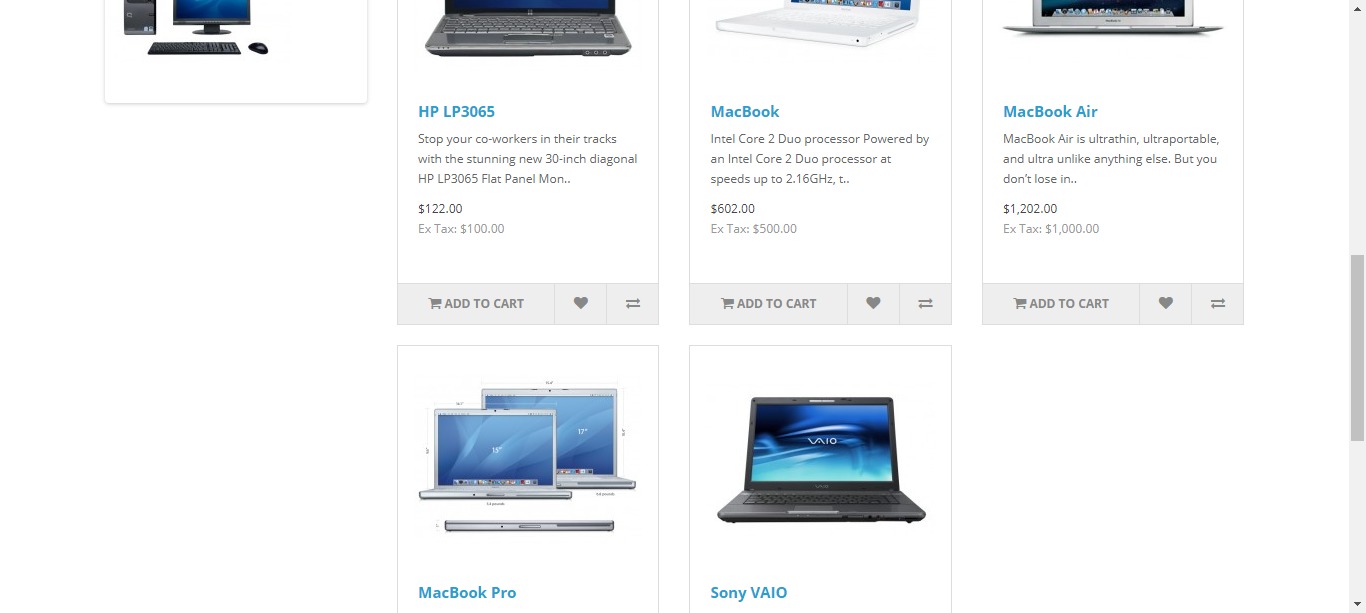 HP LP3065
Stop your co-workers in their tracks
with the stunning new 30-inch diagonal
HP LP3065 Flat Panel Mon..
$122.00
Ex Tax: $100.00
ADD TO CART
MacBook
Intel Core 2 Duo processor Powered by
an Intel Core 2 Duo processor at
speeds up to 2.16GHz, t..
$602.00
Ex Tax: $500.00
ADD TO CART
MacBook Air
MacBook Air is ultrathin, ultraportable,
and ultra unlike anything else. But you
don’t lose in..
$1,202.00
Ex Tax: $1,000.00
ADD TO CART
15"
17"
MacBook Pro
VAIO
Sony VAIO